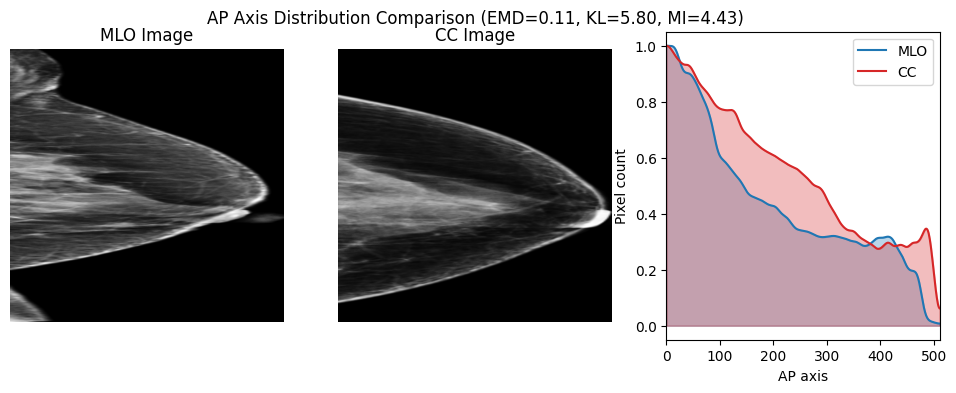 AP Axis Distribution Comparison (EMD=0.11, KL=5.80, MI=4.43)
MLO Image
CC Image
MLO
CC
Pixel count
1.0
0.8
0.6
0.4
0.2
0.0
0 100 200 300 400 500
AP axis